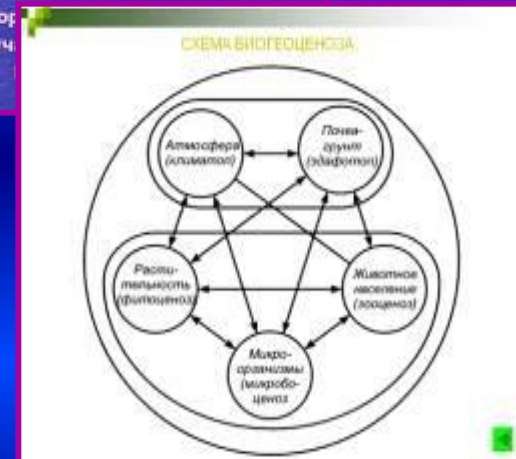 СХЕМА БИОГЕОЦЕНОЗА
Атмосфера
(климатоп)
Почва-
грунт
(эдафотоп)
Расти-
тельность
(фитоценоз)
Животное
население
(зооценоз)
Микро-
организмы
(микробо-
ценоз